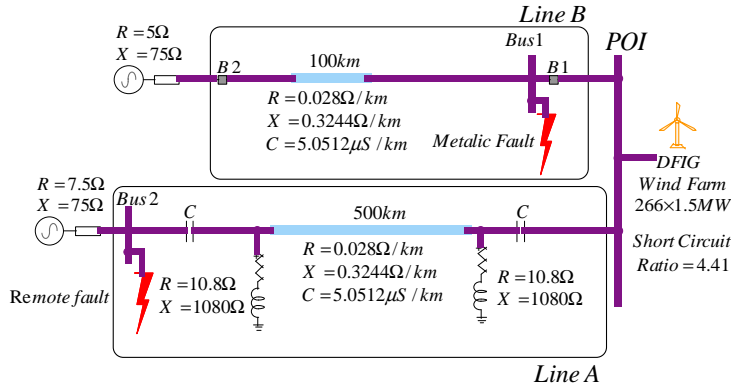 Line B
POI
R = 5Ω
X = 75Ω
B2
100km
Bus1
B1
R = 0.028Ω/km
X = 0.3244Ω/km
C = 5.0512μS/km
Metalic Fault
DFIG
Wind Farm
266×1.5MW
Short Circuit
Ratio = 4.41
R = 7.5Ω
X = 75Ω
Bus2
C
500km
C
R = 0.028Ω/km
X = 0.3244Ω/km
C = 5.0512μS/km
R = 10.8Ω
X = 1080Ω
R = 10.8Ω
X = 1080Ω
Remote fault
Line A